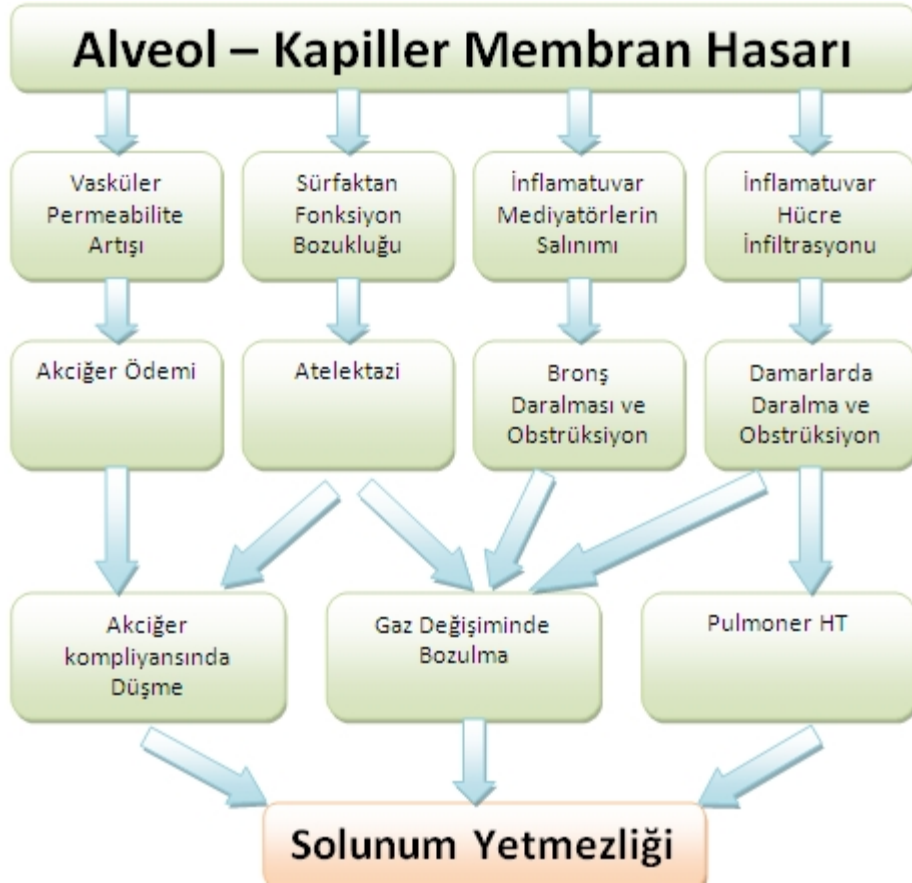 Alveol – Kapiller Membran Hasarı
Vasküler
Permeabilite
Artışı
Sürfaktan
Fonksiyon
Bozukluğu
İnflamatuvar
Mediyatörlerin
Salınımı
İnflamatuvar
Hücre
İnfiltrasyonu
Akciğer Ödemi
Atelektazi
Bronş
Daralması ve
Obstrüksiyon
Damarlarda
Daralma ve
Obstrüksiyon
Akciğer
kompliyansında
Düşme
Gaz Değişiminde
Bozulma
Pulmoner HT
Solunum Yetmezliği